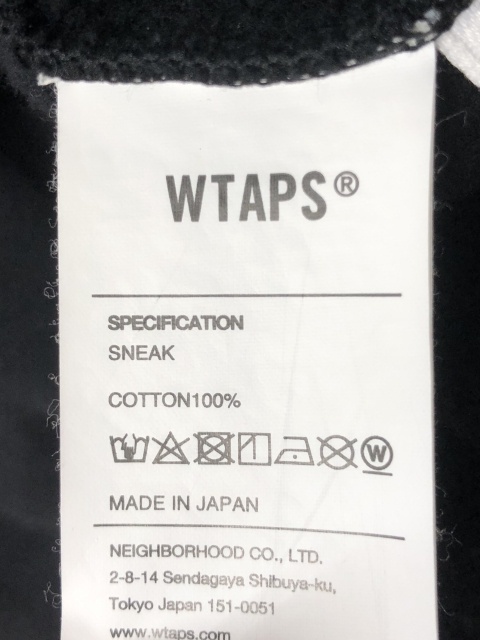 WTAPS®
SPECIFICATION
SNEAK
COTTON100%
W
MADE IN JAPAN
NEIGHBORHOOD CO., LTD.
2-8-14 Sendagaya Shibuya-ku,
Tokyo Japan 151-0051
www.wtaps.com